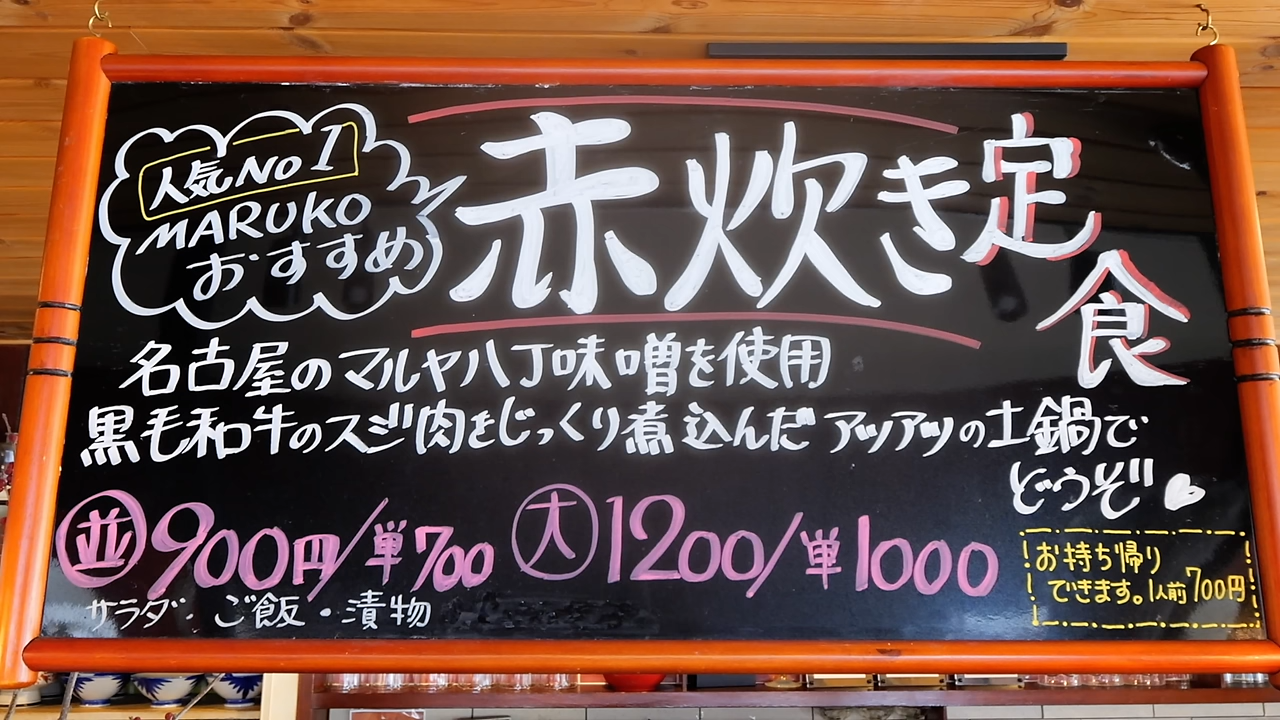 人気No1
MARUKO
おすすめ
赤炊き定食
名古屋のマルヤ八丁味噌を使用
黒毛和牛のスジ肉をじっくり煮込んだアツアツの土鍋で
どうぞ♥
並900円/単700 大1200/単1000
サラダ・ご飯・漬物
お持ち帰り
できます。1人前700円